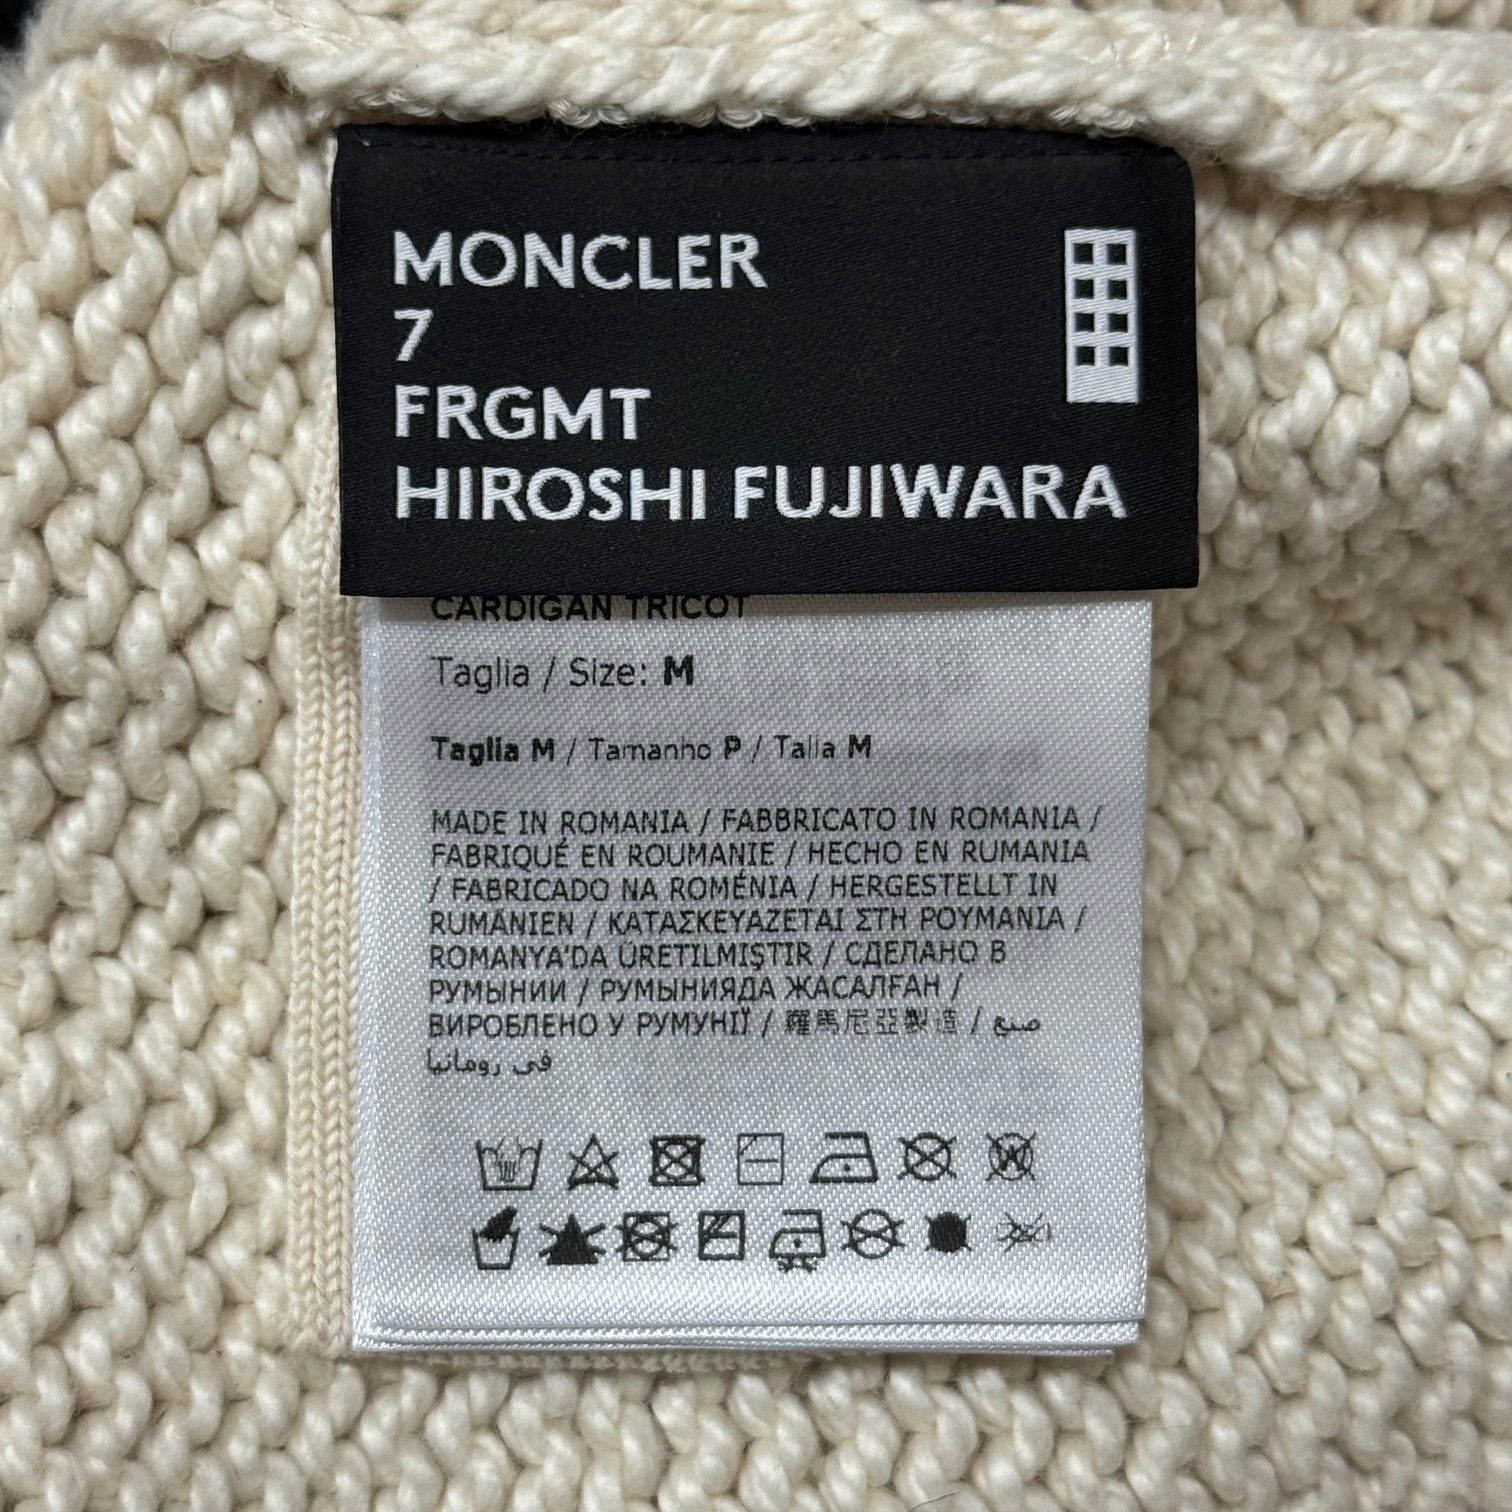 MONCLER
7
FRGMT
HIROSHI FUJIWARA
CARDIGAN TRICOT
Taglia / Size: M
Taglia M / Tamanho P / Talla M
MADE IN ROMANIA / FABBRICATO IN ROMANIA /
FABRIQUÉ EN ROUMANIE / HECHO EN RUMANIA
/ FABRICADO NA ROMÉNIA / HERGESTELLT IN
RUMÄNIEN / ΚΑΤΑΣΚΕΥΑΖΕΤΑΙ ΣΤΗ ΡΟΥΜΑΝΙΑ /
ROMANYA'DA ÜRETILMIŞTIR / СДЕЛАНО В
РУМЫНИИ / РУМЫНИЯДА ЖАСАЛҒАН /
ВИРОБЛЕНО У РУМУНІЇ / 羅馬尼亞製造 / صنع
في رومانيا